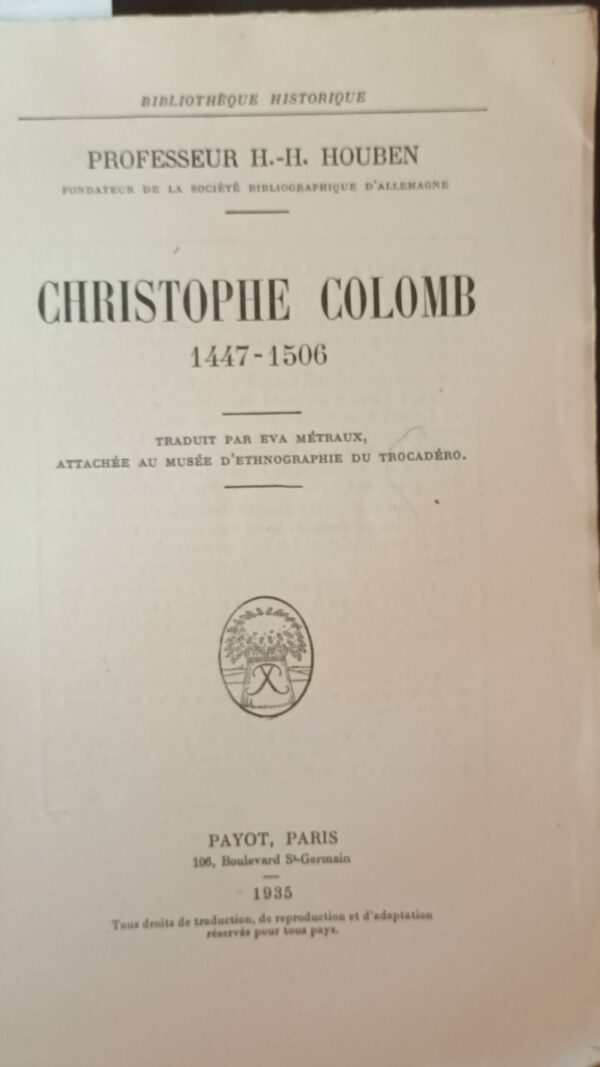 BIBLIOTHÈQUE HISTORIQUE
PROFESSEUR H.-H. HOUBEN
FONDATEUR DE LA SOCIÉTÉ BIBLIOGRAPHIQUE D'ALLEMAGNE
CHRISTOPHE COLOMB
1447-1506
TRADUIT PAR EVA MÉTRAUX,
ATTACHÉE AU MUSÉE D'ETHNOGRAPHIE DU TROCADÉRO.
PAYOT, PARIS
106, Boulevard St-Germain
1935
Tous droits de traduction, de reproduction et d'adaptation
réservés pour tous pays.